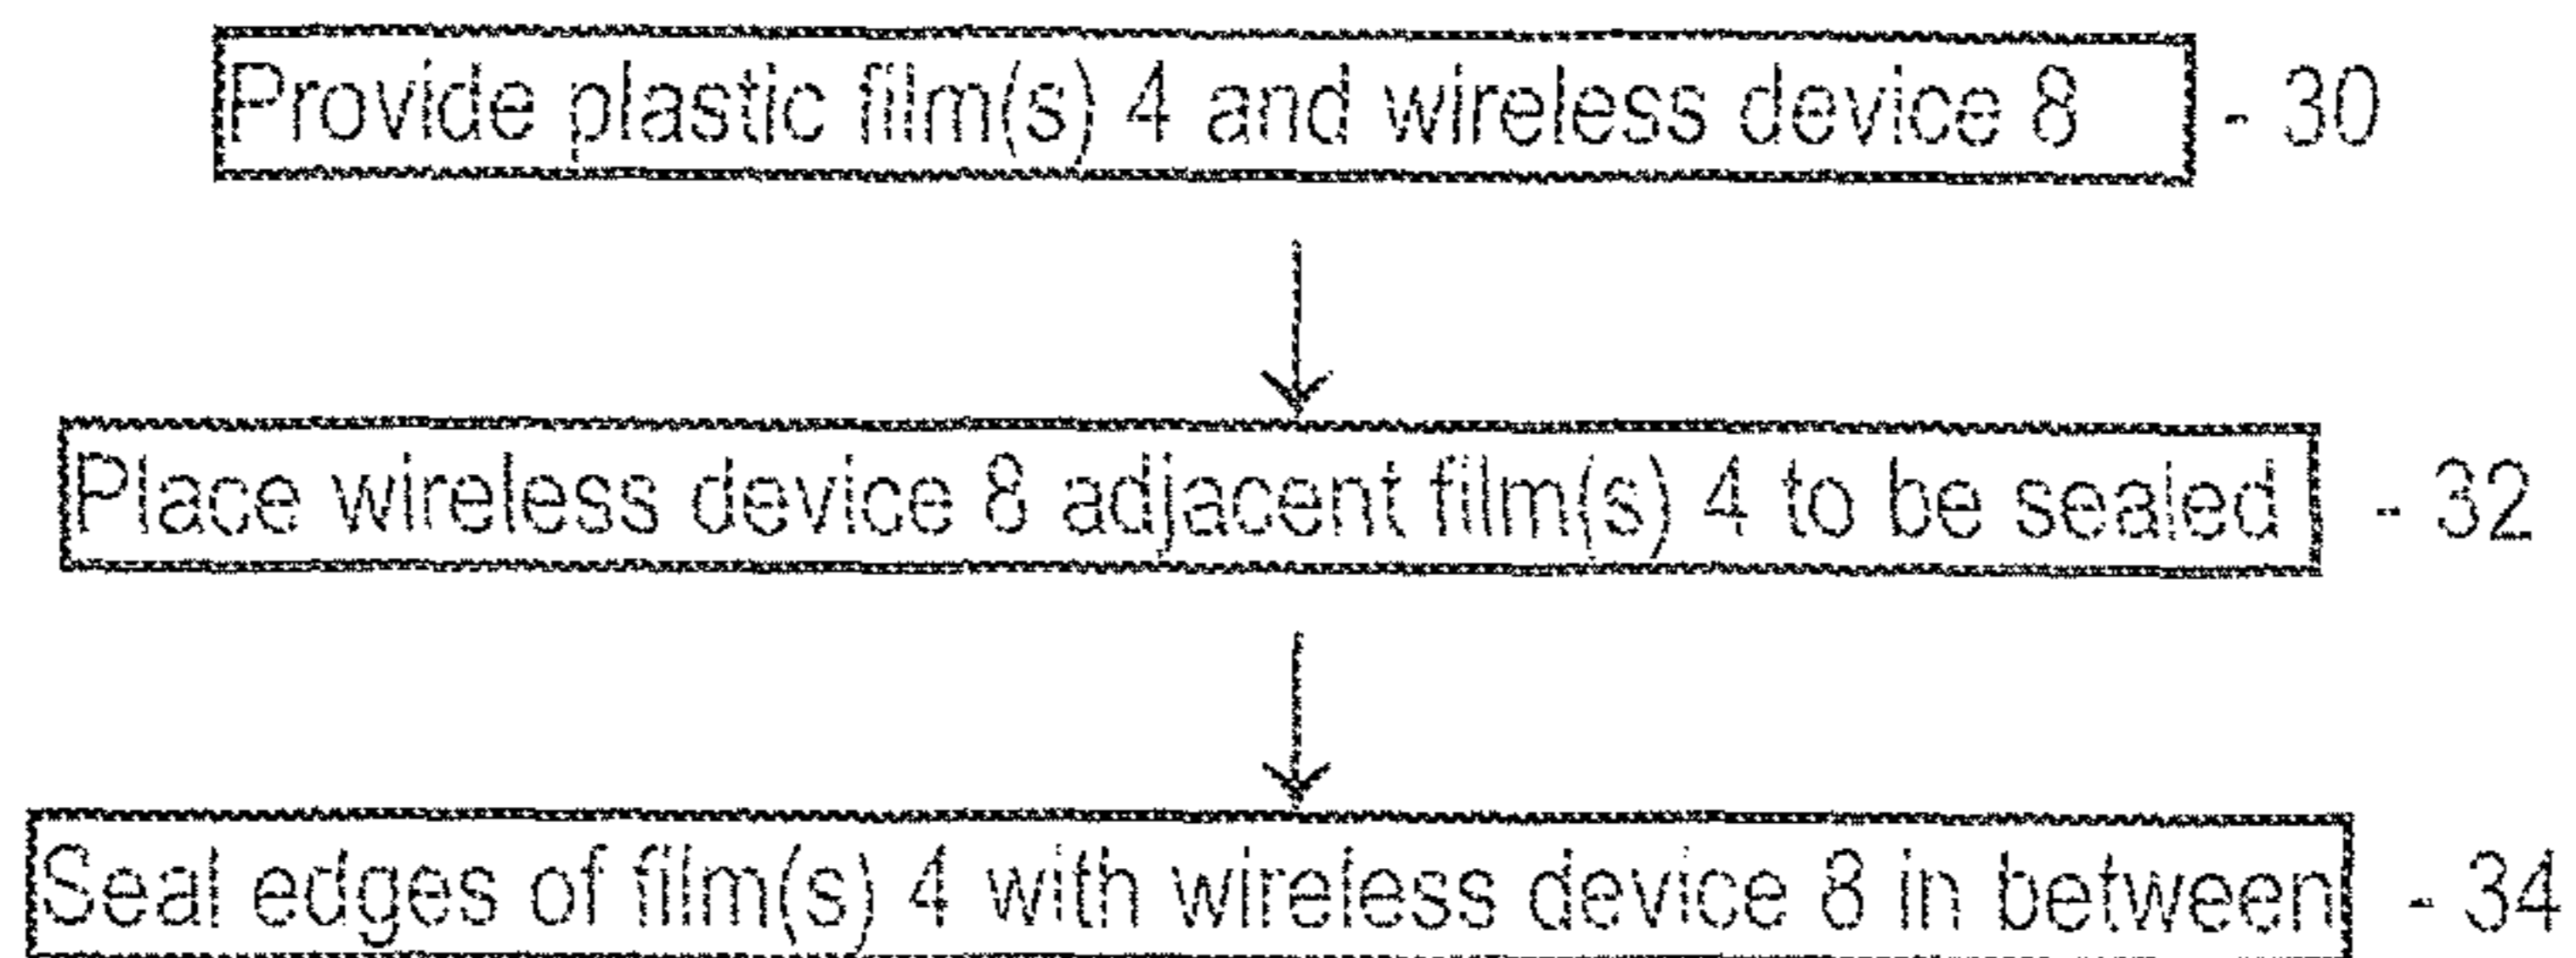 Provide plastic film(s) 4 and wireless device 8 - 30
Place wireless device 8 adjacent film(s) 4 to be sealed - 32
Seal edges of film(s) 4 with wireless device 8 in between - 34